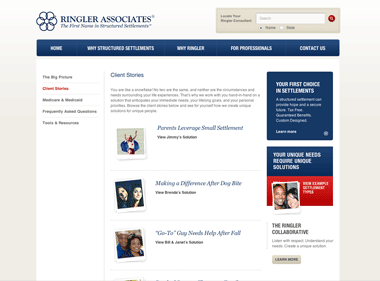 RINGLER ASSOCIATES®
The First Name in Structured Settlements℠
Locate Your
Ringler Consultant
Search
Name
State
HOME
WHY STRUCTURED SETTLEMENTS
WHY RINGLER
FOR PROFESSIONALS
CONTACT US
The Big Picture
Client Stories
Medicare & Medicaid
Frequently Asked Questions
Tools & Resources
Client Stories
You are like a snowflake! No two are the same, and neither are the circumstances and
needs surrounding your life experiences. That's why we work with your hand-in-hand on a
solution that anticipates your immediate needs, your lifelong goals, and your personal
priorities. Browse the client stories below and see for yourself how we create unique
solutions for unique people.
Parents Leverage Small Settlement
View Jimmy's Solution
Making a Difference After Dog Bite
View Brenda's Solution
"Go-To" Guy Needs Help After Fall
View Bill & Janet's Solution
YOUR FIRST CHOICE
IN SETTLEMENTS
A structured settlement can
provide hope and a secure
future. Tax Free.
Guaranteed Benefits.
Custom Designed.
Learn more
YOUR UNIQUE NEEDS
REQUIRE UNIQUE
SOLUTIONS
VIEW EXAMPLE
SETTLEMENT
TYPES
THE RINGLER
COLLABORATIVE
Listen with respect. Understand your
needs. Create a unique solution.
LEARN MORE